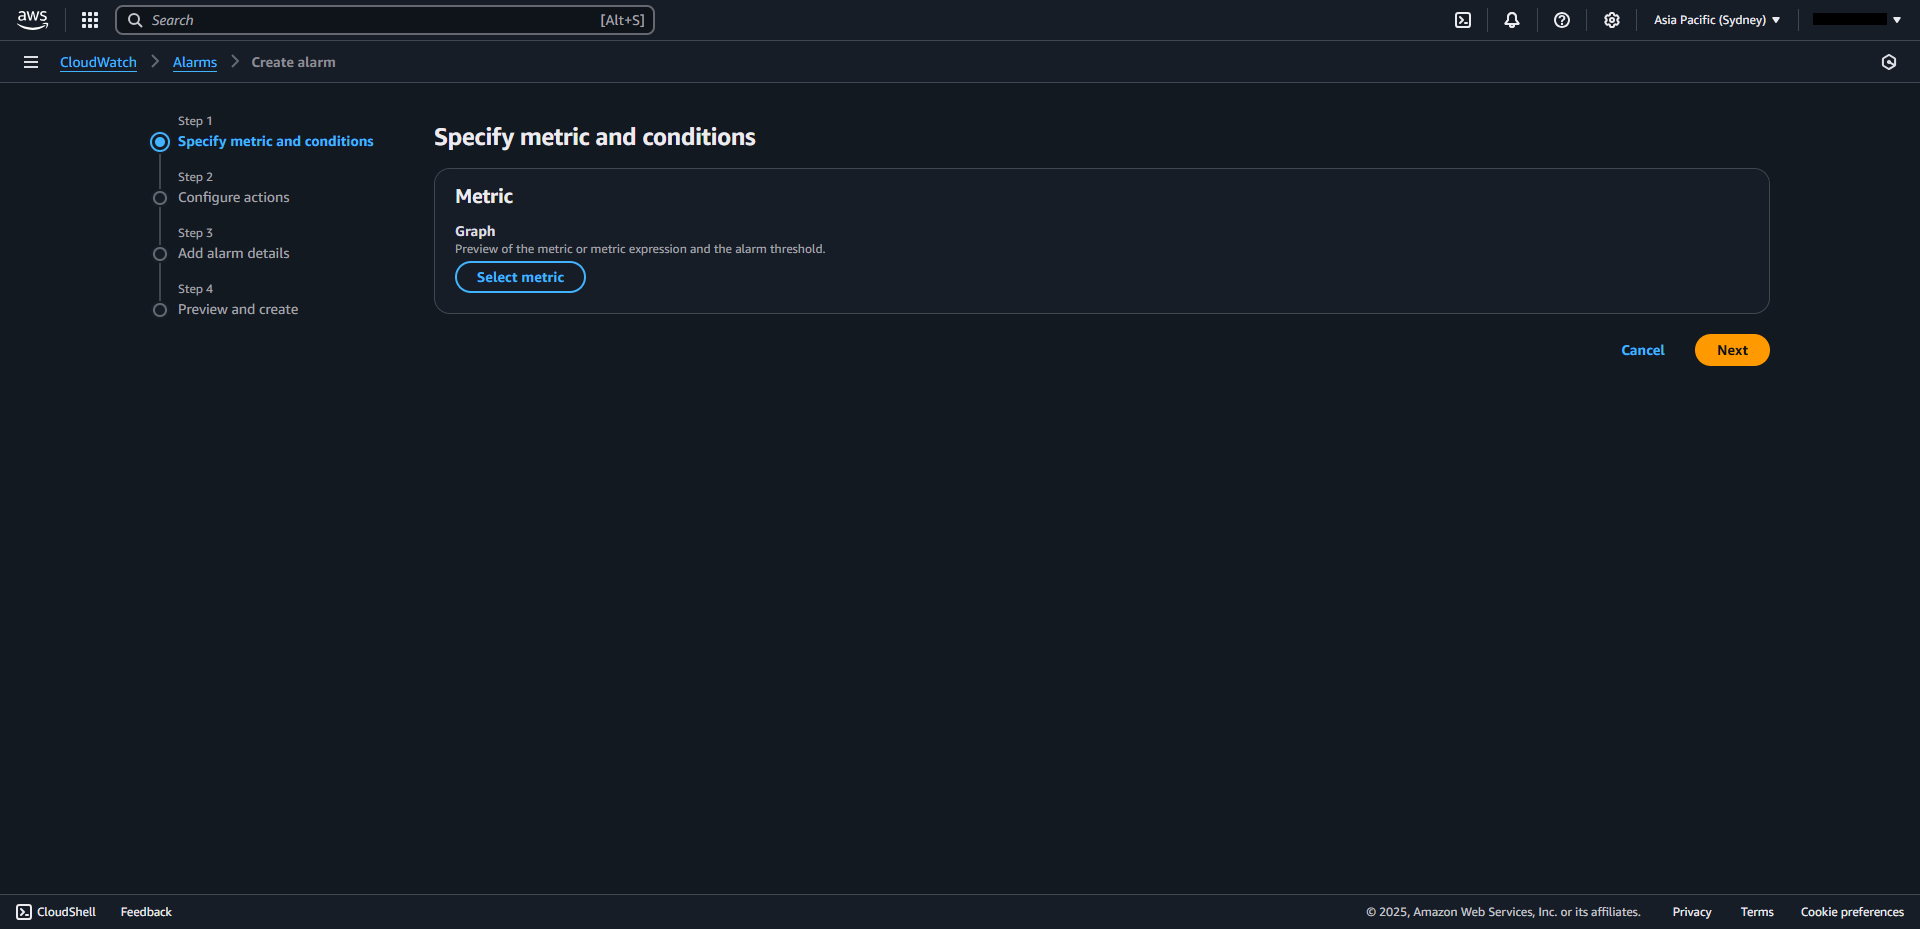 aws
Search [Alt+S]
Asia Pacific (Sydney)
CloudWatch Alarms Create alarm
Step 1
Specify metric and conditions
Step 2
Configure actions
Step 3
Add alarm details
Step 4
Preview and create
Specify metric and conditions
Metric
Graph
Preview of the metric or metric expression and the alarm threshold.
Select metric
Cancel Next
CloudShell Feedback
© 2025, Amazon Web Services, Inc. or its affiliates. Privacy Terms Cookie preferences